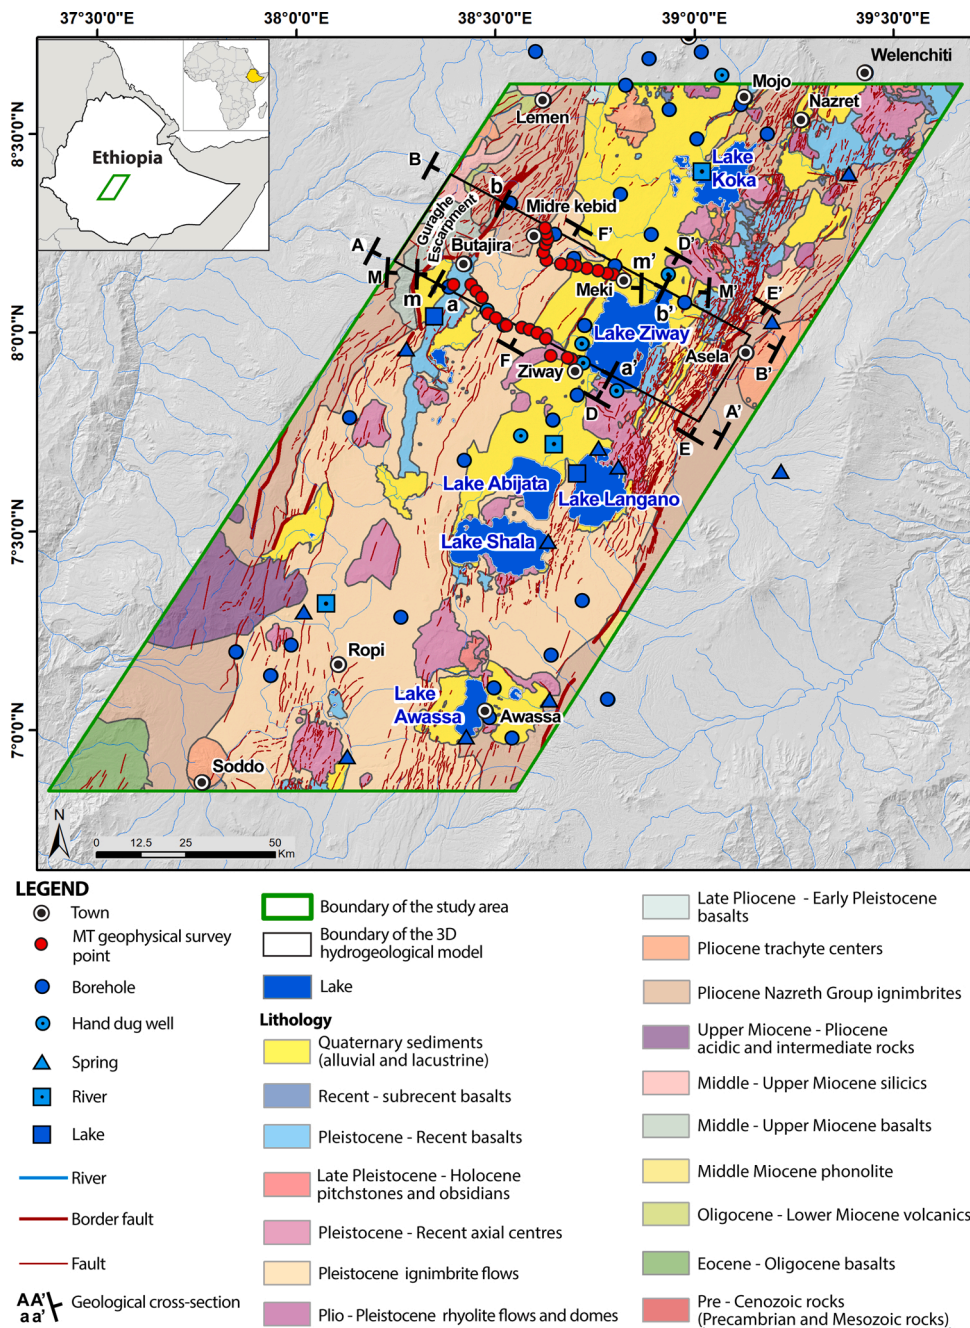 37°30'0"E
38°00'0"E
38°30'0"E
39°00'0"E
39°30'0"E
8°30'0"N
8°0'0"N
7°30'0"N
7°0'0"N
Ethiopia
Welenchiti
Mojo
Nazret
Lemen
Lake
Koka
B
b
Midre kebid
Guraghe
Escarpment
F'
A
Butajira
D'
M
m'
Meki
M'
E'
m
a
b'
Lake Ziway
Asela
F
B'
Ziway
a'
D
A'
E
Lake Abijata
Lake Langano
Lake Shala
Ropi
Lake
Awassa
Awassa
Soddo
N
0 12.5 25 50
Km
LEGEND
Town
MT geophysical survey
point
Borehole
Hand dug well
Spring
River
Lake
River
Border fault
Fault
AA'
aa'
Geological cross-section
Boundary of the study area
Boundary of the 3D
hydrogeological model
Lake
Lithology
Quaternary sediments
(alluvial and lacustrine)
Recent - subrecent basalts
Pleistocene - Recent basalts
Late Pleistocene - Holocene
pitchstones and obsidians
Pleistocene - Recent axial centres
Pleistocene ignimbrite flows
Plio - Pleistocene rhyolite flows and domes
Late Pliocene - Early Pleistocene
basalts
Pliocene trachyte centers
Pliocene Nazreth Group ignimbrites
Upper Miocene - Pliocene
acidic and intermediate rocks
Middle - Upper Miocene silicics
Middle - Upper Miocene basalts
Middle Miocene phonolite
Oligocene - Lower Miocene volcanics
Eocene - Oligocene basalts
Pre - Cenozoic rocks
(Precambrian and Mesozoic rocks)